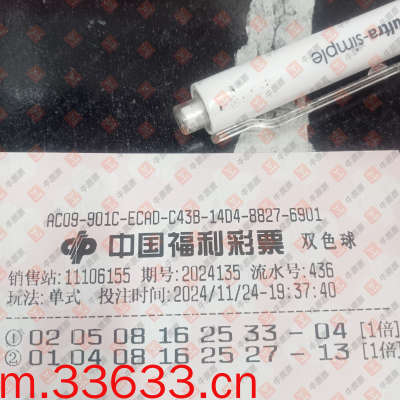 ultra-simple
AC09-901C-ECAD-C43B-14D4-8827-6901
中国福利彩票 双色球
销售站:11106155 期号:2024135 流水号:436
玩法:单式 投注时间:2024/11/24-19:37:40
① 02 05 08 16 25 33 - 04 [1倍]
② 01 04 08 16 25 27 - 13 [1倍]
m.33633.cn